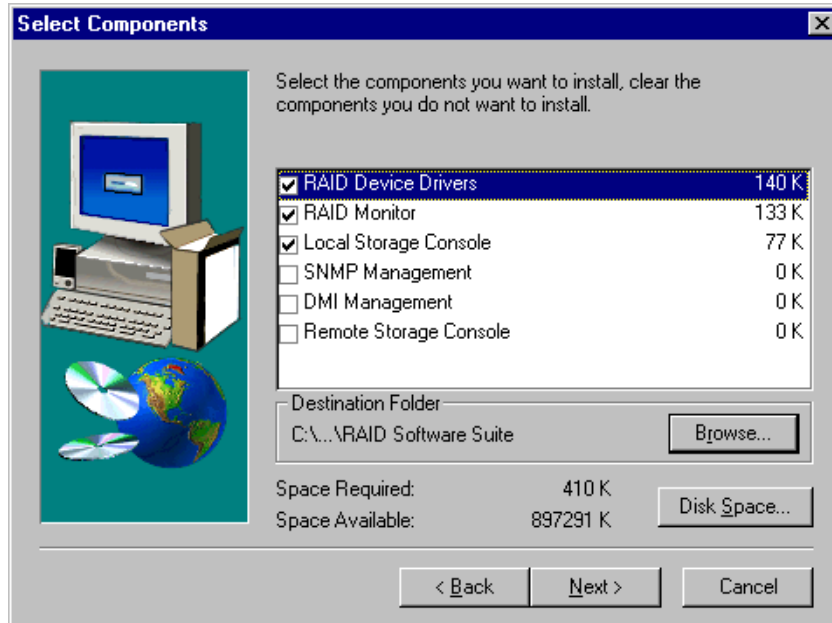 Select Components
Select the components you want to install, clear the
components you do not want to install.
RAID Device Drivers 140 K
RAID Monitor 133 K
Local Storage Console 77 K
SNMP Management 0 K
DMI Management 0 K
Remote Storage Console 0 K
Destination Folder
C:\...\RAID Software Suite Browse...
Space Required: 410 K
Space Available: 897291 K
Disk Space...
< Back Next > Cancel